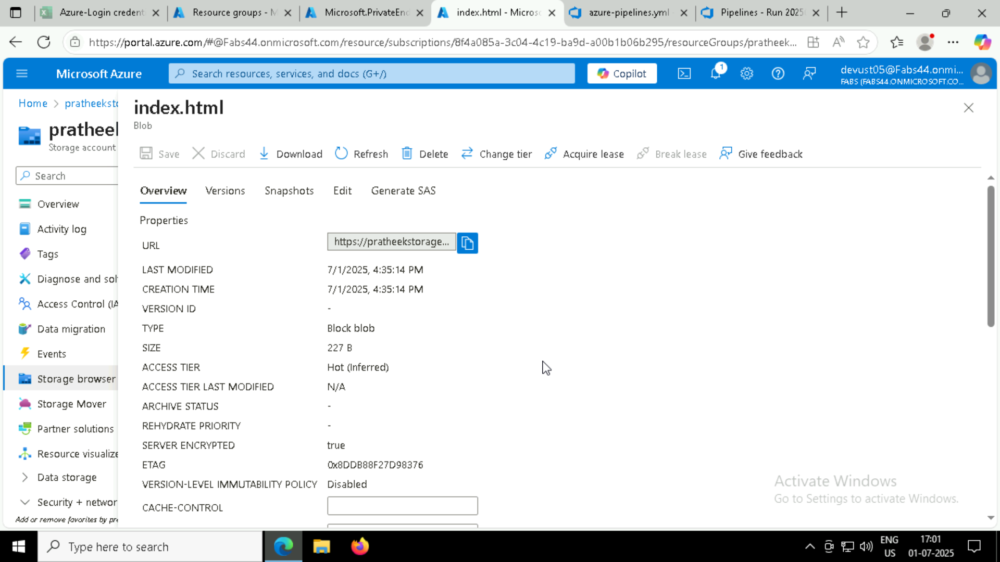 Azure-Login credent
Resource groups - M
Microsoft.PrivateEnd
index.html - Microsc
azure-pipelines.yml -
Pipelines - Run 2025
https://portal.azure.com/#@Fabs44.onmicrosoft.com/resource/subscriptions/8f4a085a-3c04-4c19-ba9d-a00b1b06b295/resourceGroups/pratheek...
Microsoft Azure
Search resources, services, and docs (G+/)
Copilot
1
devust05@Fabs44.onmi...
FABS (FABS44.ONMICROSOFT.CO...
Home > pratheeksto
index.html
Blob
pratheek
Storage account
Save
Discard
Download
Refresh
Delete
Change tier
Acquire lease
Break lease
Give feedback
Search
Overview
Activity log
Tags
Diagnose and sol
Access Control (IA
Data migration
Events
Storage browser
Storage Mover
Partner solutions
Resource visualize
Data storage
Security + networ
Add or remove favorites by pre
Overview
Versions
Snapshots
Edit
Generate SAS
Properties
URL https://pratheekstorage...
LAST MODIFIED 7/1/2025, 4:35:14 PM
CREATION TIME 7/1/2025, 4:35:14 PM
VERSION ID -
TYPE Block blob
SIZE 227 B
ACCESS TIER Hot (Inferred)
ACCESS TIER LAST MODIFIED N/A
ARCHIVE STATUS -
REHYDRATE PRIORITY -
SERVER ENCRYPTED true
ETAG 0x8DDB88F27D98376
VERSION-LEVEL IMMUTABILITY POLICY Disabled
CACHE-CONTROL
Activate Windows
Go to Settings to activate Windows.
Type here to search
ENG
US
17:01
01-07-2025